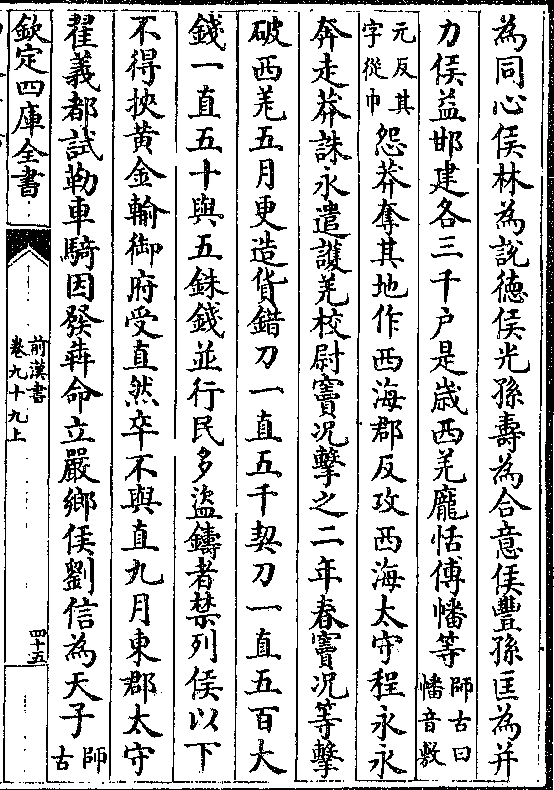 為同心侯林為說德侯光孫壽為合意侯豐孫匡為并
力侯益邯建各三千戸是歳西羌龐恬傅幡等師古曰幡音敷
元反其字從巾怨莽奪其地作西海郡反攻西海太守程永永
奔走莽誅永遣護羌校尉竇况擊之二年春竇况等擊
破西羌五月更造貨錯刀一直五千契刀一直五百大
錢一直五十與五銖錢並行民多盜鑄者禁列侯以下
不得挾黄金輸御府受直然卒不與直九月東郡太守
翟義都試勒車騎因發犇命立嚴鄉侯劉信為天子師古
欽定四庫全書
前漢書
卷九十九上
四十五